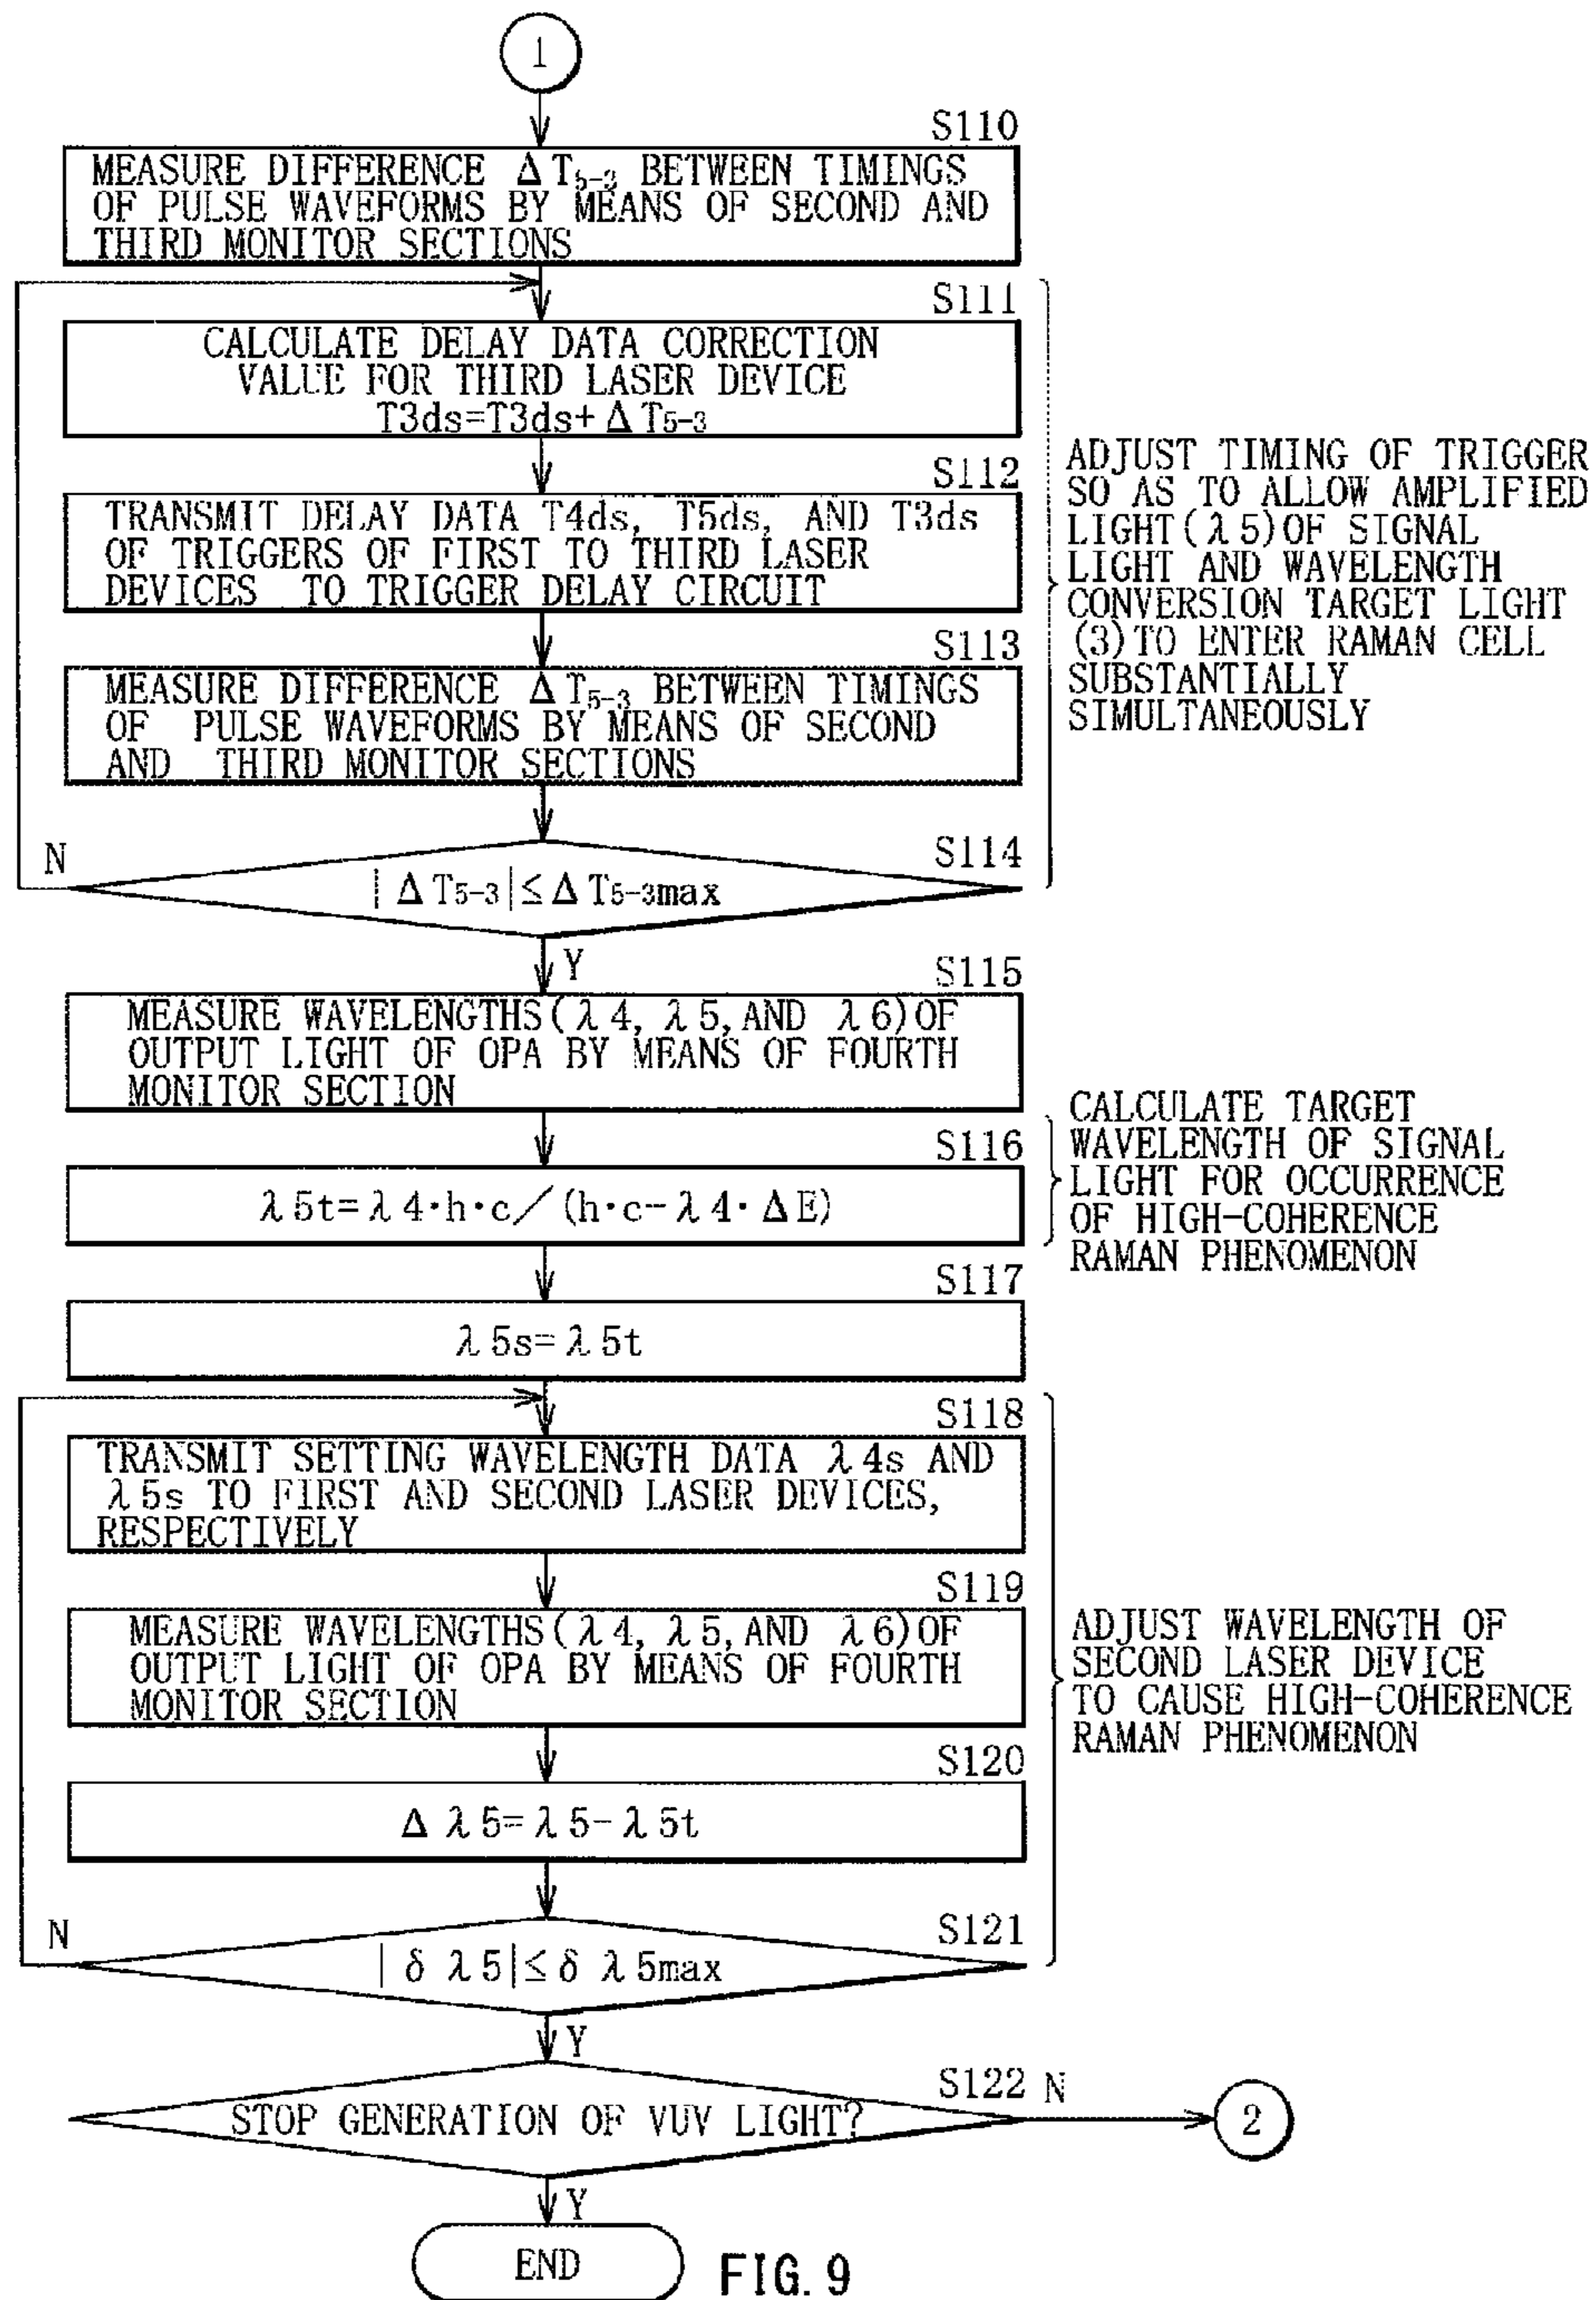 1
S110
MEASURE DIFFERENCE ΔT5-3 BETWEEN TIMINGS
OF PULSE WAVEFORMS BY MEANS OF SECOND AND
THIRD MONITOR SECTIONS
S111
CALCULATE DELAY DATA CORRECTION
VALUE FOR THIRD LASER DEVICE
T3ds=T3ds+ΔT5-3
S112
TRANSMIT DELAY DATA T4ds, T5ds, AND T3ds
OF TRIGGERS OF FIRST TO THIRD LASER
DEVICES TO TRIGGER DELAY CIRCUIT
S113
MEASURE DIFFERENCE ΔT5-3 BETWEEN TIMINGS
OF PULSE WAVEFORMS BY MEANS OF SECOND
AND THIRD MONITOR SECTIONS
ADJUST TIMING OF TRIGGER
SO AS TO ALLOW AMPLIFIED
LIGHT(λ5)OF SIGNAL
LIGHT AND WAVELENGTH
CONVERSION TARGET LIGHT
(3)TO ENTER RAMAN CELL
SUBSTANTIALLY
SIMULTANEOUSLY
S114
N
|ΔT5-3|≤ΔT5-3max
Y
S115
MEASURE WAVELENGTHS(λ4, λ5, AND λ6)OF
OUTPUT LIGHT OF OPA BY MEANS OF FOURTH
MONITOR SECTION
S116
λ5t=λ4·h·c/(h·c-λ4·ΔE)
CALCULATE TARGET
WAVELENGTH OF SIGNAL
LIGHT FOR OCCURRENCE
OF HIGH-COHERENCE
RAMAN PHENOMENON
S117
λ5s=λ5t
S118
TRANSMIT SETTING WAVELENGTH DATA λ4s AND
λ5s TO FIRST AND SECOND LASER DEVICES,
RESPECTIVELY
S119
MEASURE WAVELENGTHS(λ4, λ5, AND λ6)OF
OUTPUT LIGHT OF OPA BY MEANS OF FOURTH
MONITOR SECTION
ADJUST WAVELENGTH OF
SECOND LASER DEVICE
TO CAUSE HIGH-COHERENCE
RAMAN PHENOMENON
S120
Δλ5=λ5-λ5t
S121
N
|δλ5|≤δλ5max
Y
S122
STOP GENERATION OF VUV LIGHT?
N
2
Y
END
FIG. 9